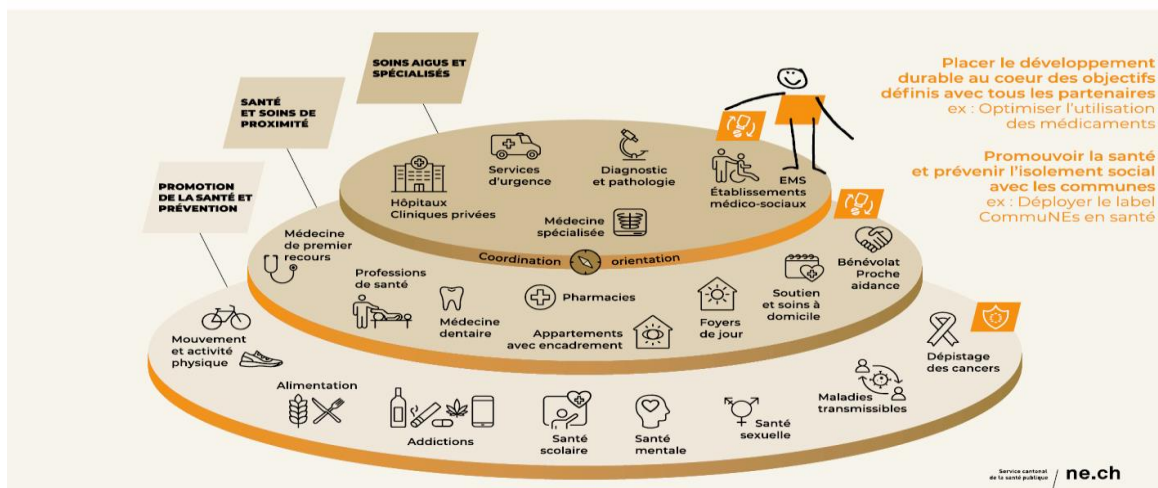 SOINS AIGUS ET
SPÉCIALISÉS
SANTÉ
ET SOINS DE
PROXIMITÉ
PROMOTION
DE LA SANTÉ ET
PRÉVENTION
Placer le développement
durable au coeur des objectifs
définis avec tous les partenaires
ex : Optimiser l'utilisation
des médicaments
Promouvoir la santé
et prévenir l'isolement social
avec les communes
ex : Déployer le label
CommuNEs en santé
Services
d'urgence
Diagnostic
et pathologie
EMS
Établissements
médico-sociaux
Hôpitaux
Cliniques privées
Médecine
spécialisée
Coordination orientation
Médecine
de premier
recours
Professions
de santé
Médecine
dentaire
Pharmacies
Appartements
avec encadrement
Foyers
de jour
Soutien
et soins à
domicile
Bénévolat
Proche
aidance
Mouvement
et activité
physique
Alimentation
Addictions
Santé
scolaire
Santé
mentale
Santé
sexuelle
Maladies
transmissibles
Dépistage
des cancers
Service cantonal
de la santé publique
ne.ch